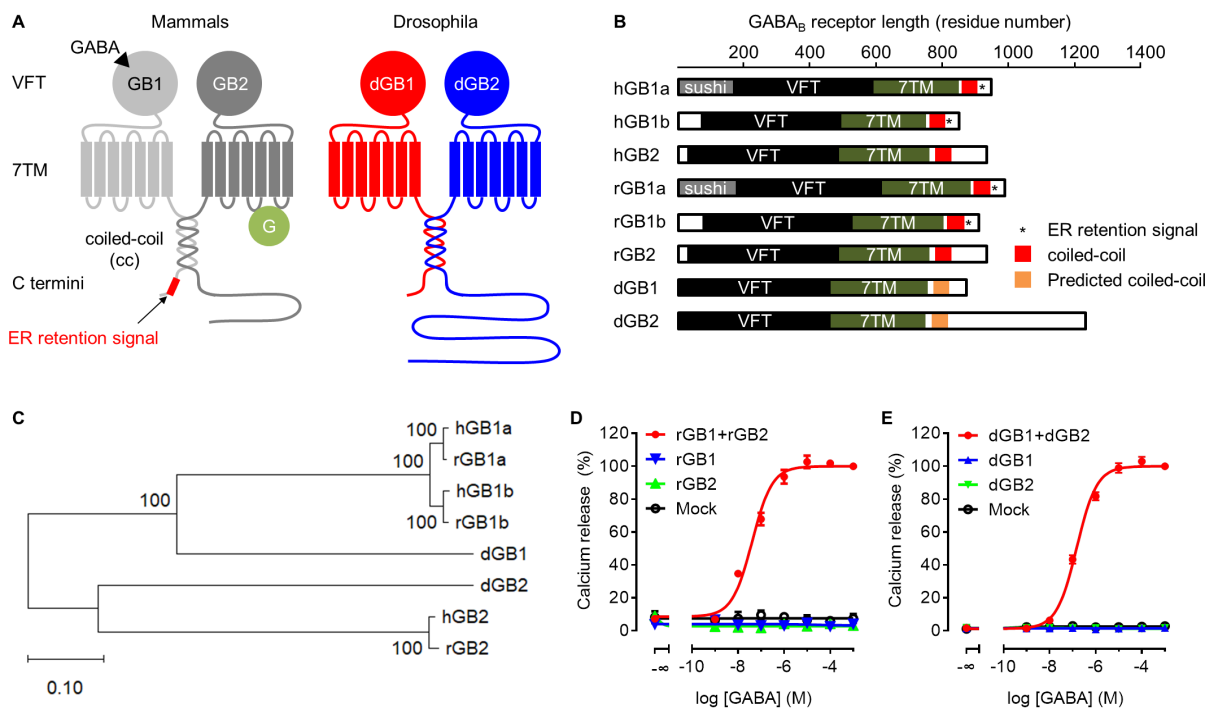 A
Mammals
Drosophila
GABA
VFT
GB1
GB2
dGB1
dGB2
7TM
G
coiled-coil
(cc)
C termini
ER retention signal
B
GABAB receptor length (residue number)
200 400 600 800 1000 1200 1400
hGB1a sushi VFT 7TM *
hGB1b VFT 7TM *
hGB2 VFT 7TM
rGB1a sushi VFT 7TM *
rGB1b VFT 7TM *
rGB2 VFT 7TM
dGB1 VFT 7TM
dGB2 VFT 7TM
* ER retention signal
coiled-coil
Predicted coiled-coil
C
100 hGB1a
rGB1a
100
hGB1b
100 rGB1b
100
dGB1
dGB2
hGB2
100 rGB2
0.10
D
rGB1+rGB2
rGB1
rGB2
Mock
Calcium release (%)
120
100
80
60
40
20
0
-∞ -10 -8 -6 -4
log [GABA] (M)
E
dGB1+dGB2
dGB1
dGB2
Mock
Calcium release (%)
120
100
80
60
40
20
0
-∞ -10 -8 -6 -4
log [GABA] (M)